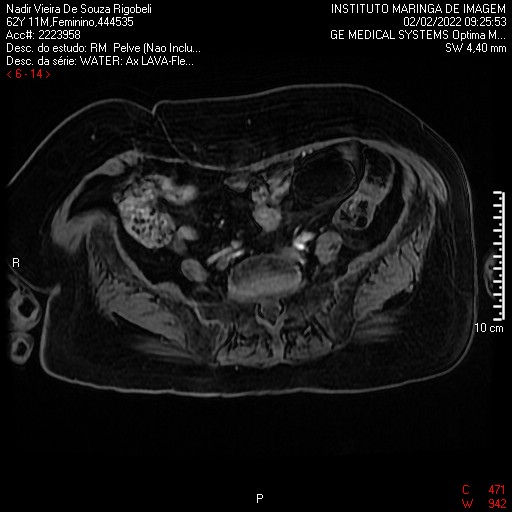 Nadir Vieira De Souza Rigobeli
62Y 11M,Feminino,444535
Acc#: 2223958
Desc. do estudo: RM  Pelve (Nao Inclu...
Desc. da série: WATER: Ax LAVA-Fle...
< 6 - 14 >
INSTITUTO MARINGA DE IMAGEM
02/02/2022 09:25:53
GE MEDICAL SYSTEMS Optima M...
SW 4,40 mm
R
10 cm
P
C 471
W 942